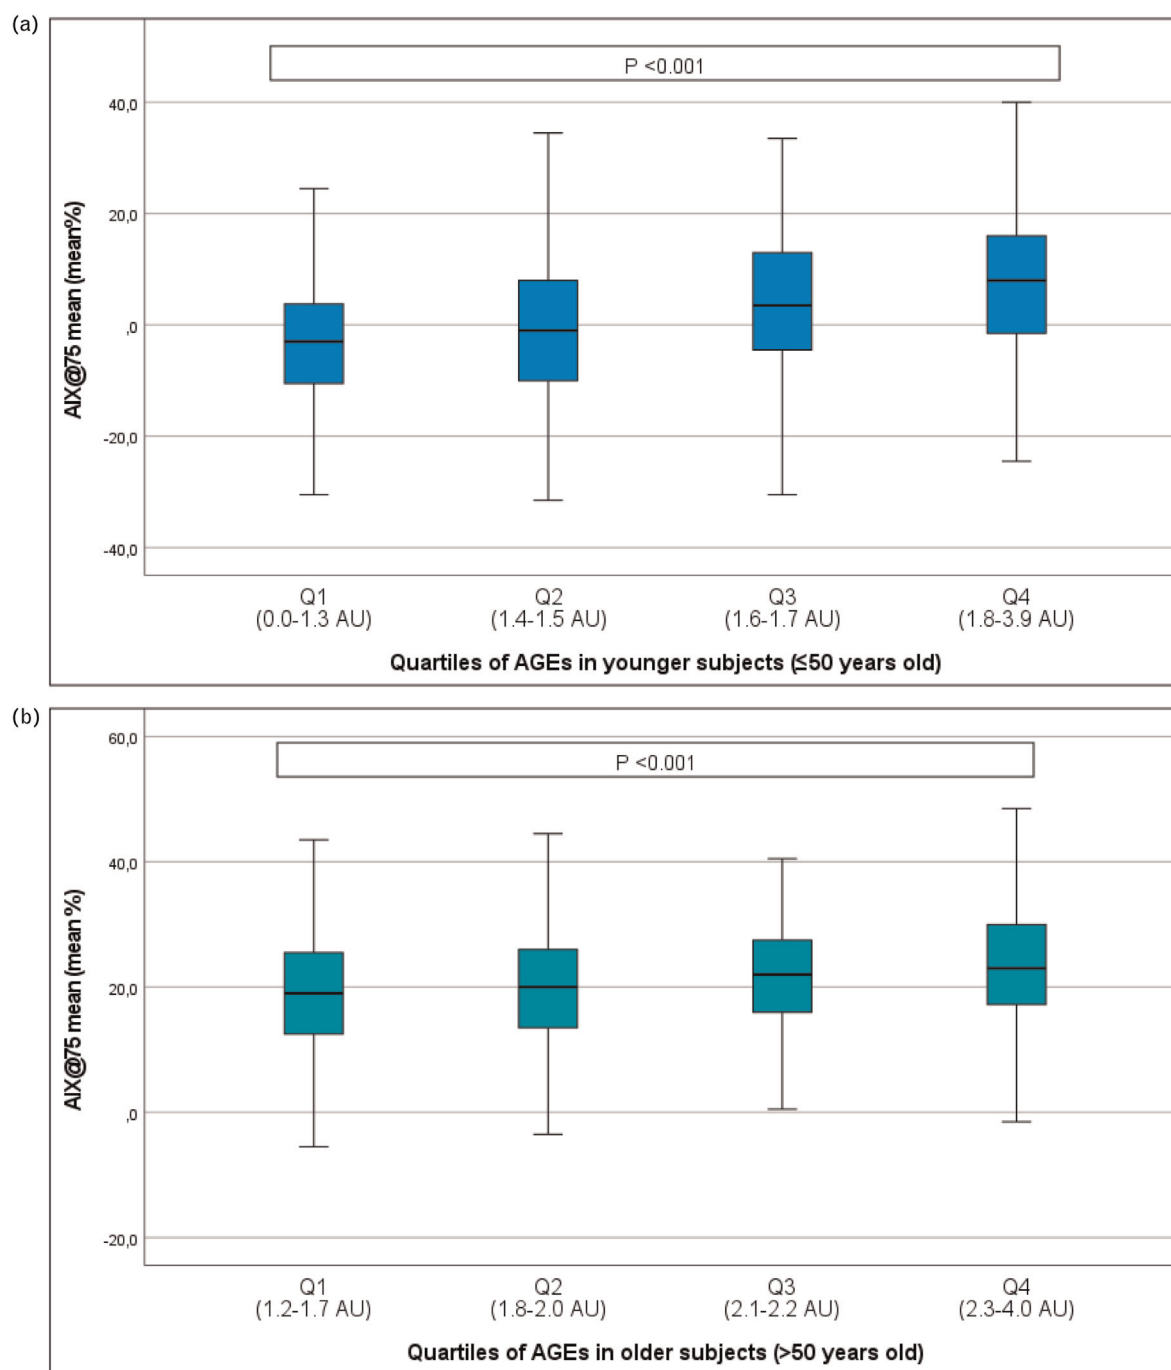 (a)
P <0.001
40,0
20,0
,0
-20,0
-40,0
AIX@75 mean (mean%)
Q1
(0.0-1.3 AU)
Q2
(1.4-1.5 AU)
Q3
(1.6-1.7 AU)
Q4
(1.8-3.9 AU)
Quartiles of AGEs in younger subjects (≤50 years old)
(b)
60,0
P <0.001
40,0
20,0
,0
-20,0
AIX@75 mean (mean%)
Q1
(1.2-1.7 AU)
Q2
(1.8-2.0 AU)
Q3
(2.1-2.2 AU)
Q4
(2.3-4.0 AU)
Quartiles of AGEs in older subjects (>50 years old)